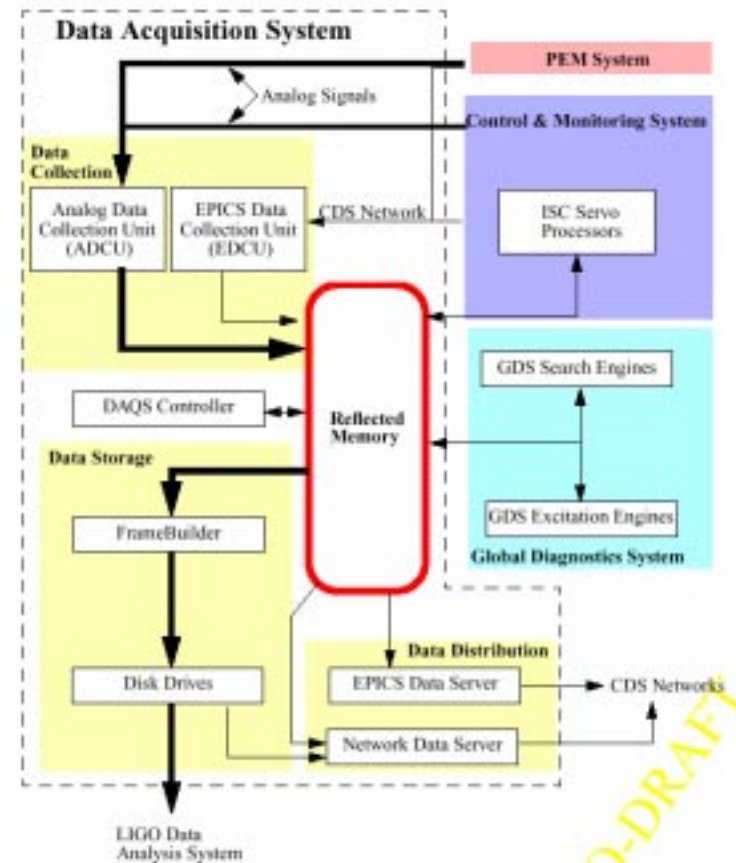 Data Acquisition System
PEM System
Analog Signals
Control & Monitoring System
Data
Collection
Analog Data
Collection Unit
(ADCU)
EPICS Data
Collection Unit
(EDCU)
CDS Network
ISC Servo
Processors
GDS Search Engines
DAQS Controller
Reflected
Memory
Data Storage
FrameBuilder
GDS Excitation Engines
Global Diagnostics System
Data Distribution
Disk Drives
EPICS Data Server
CDS Networks
Network Data Server
LIGO Data
Analysis System
O-DRAFT